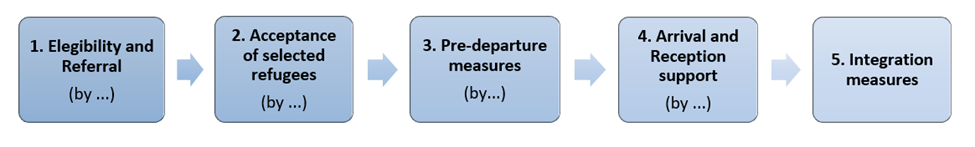 1. Elegibility and
Referral
(by ...)
2. Acceptance
of selected
refugees
(by ...)
3. Pre-departure
measures
(by...)
4. Arrival and
Reception
support
(by ...)
5. Integration
measures